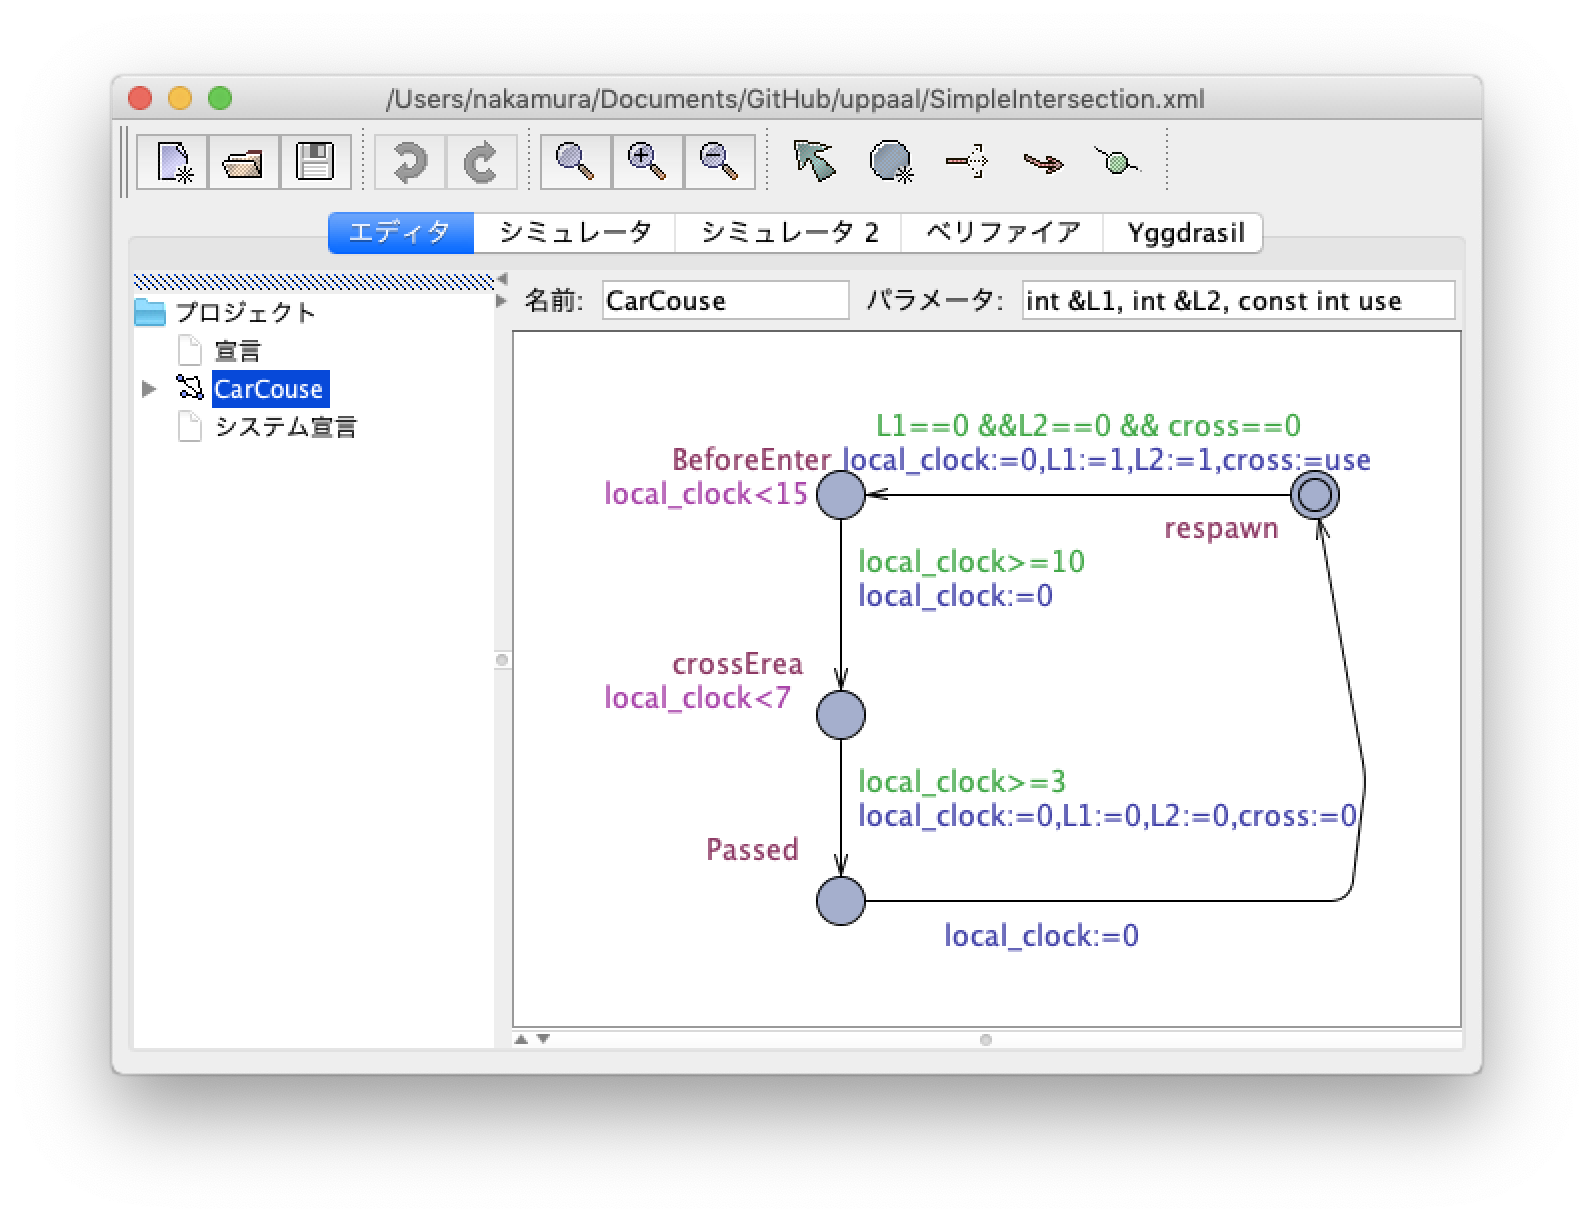 /Users/nakamura/Documents/GitHub/uppaal/SimpleIntersection.xml
エディタ シミュレータ シミュレータ 2 ベリファイア Yggdrasil
プロジェクト
宣言
CarCouse
システム宣言
名前: CarCouse パラメータ: int &L1, int &L2, const int use
L1==0 &&L2==0 && cross==0
BeforeEnter local_clock:=0,L1:=1,L2:=1,cross:=use
local_clock<15
respawn
local_clock>=10
local_clock:=0
crossErea
local_clock<7
local_clock>=3
local_clock:=0,L1:=0,L2:=0,cross:=0
Passed
local_clock:=0